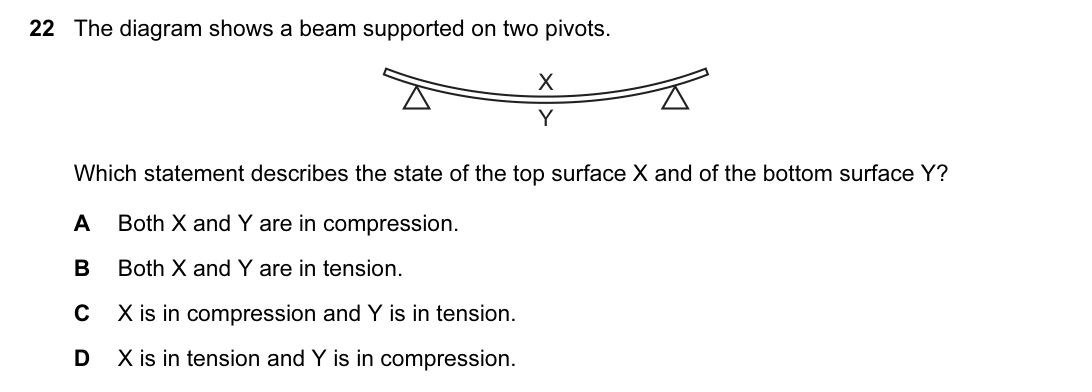 22 The diagram shows a beam supported on two pivots.
X
Y
Which statement describes the state of the top surface X and of the bottom surface Y?
A Both X and Y are in compression.
B Both X and Y are in tension.
C X is in compression and Y is in tension.
D X is in tension and Y is in compression.